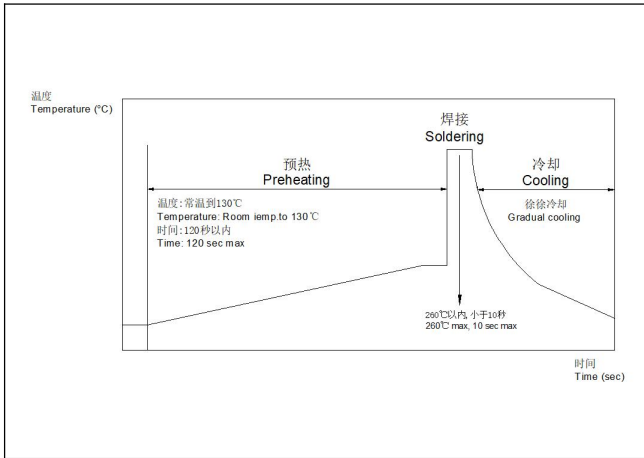 温度
Temperature (°C)
焊接
Soldering
预热
Preheating
冷却
Cooling
温度:常温到130℃
Temperature: Room iemp.to 130℃
时间:120秒以内
Time: 120 sec max
徐徐冷却
Gradual cooling
260℃以内, 小于10秒
260℃ max, 10 sec max
时间
Time (sec)